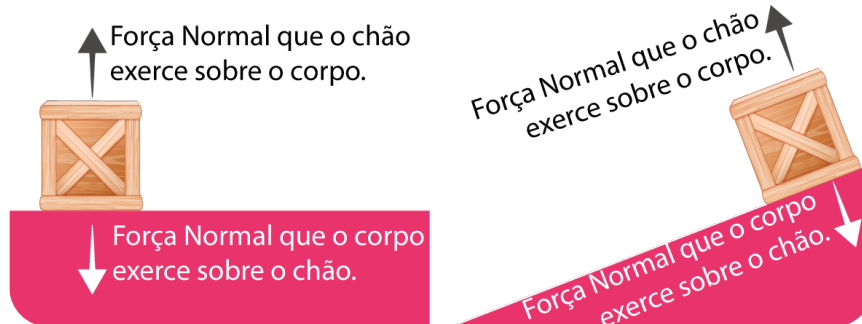 Força Normal que o chão
exerce sobre o corpo.
Força Normal que o corpo
exerce sobre o chão.
Força Normal que o chão
exerce sobre o corpo.
Força Normal que o corpo
exerce sobre o chão.